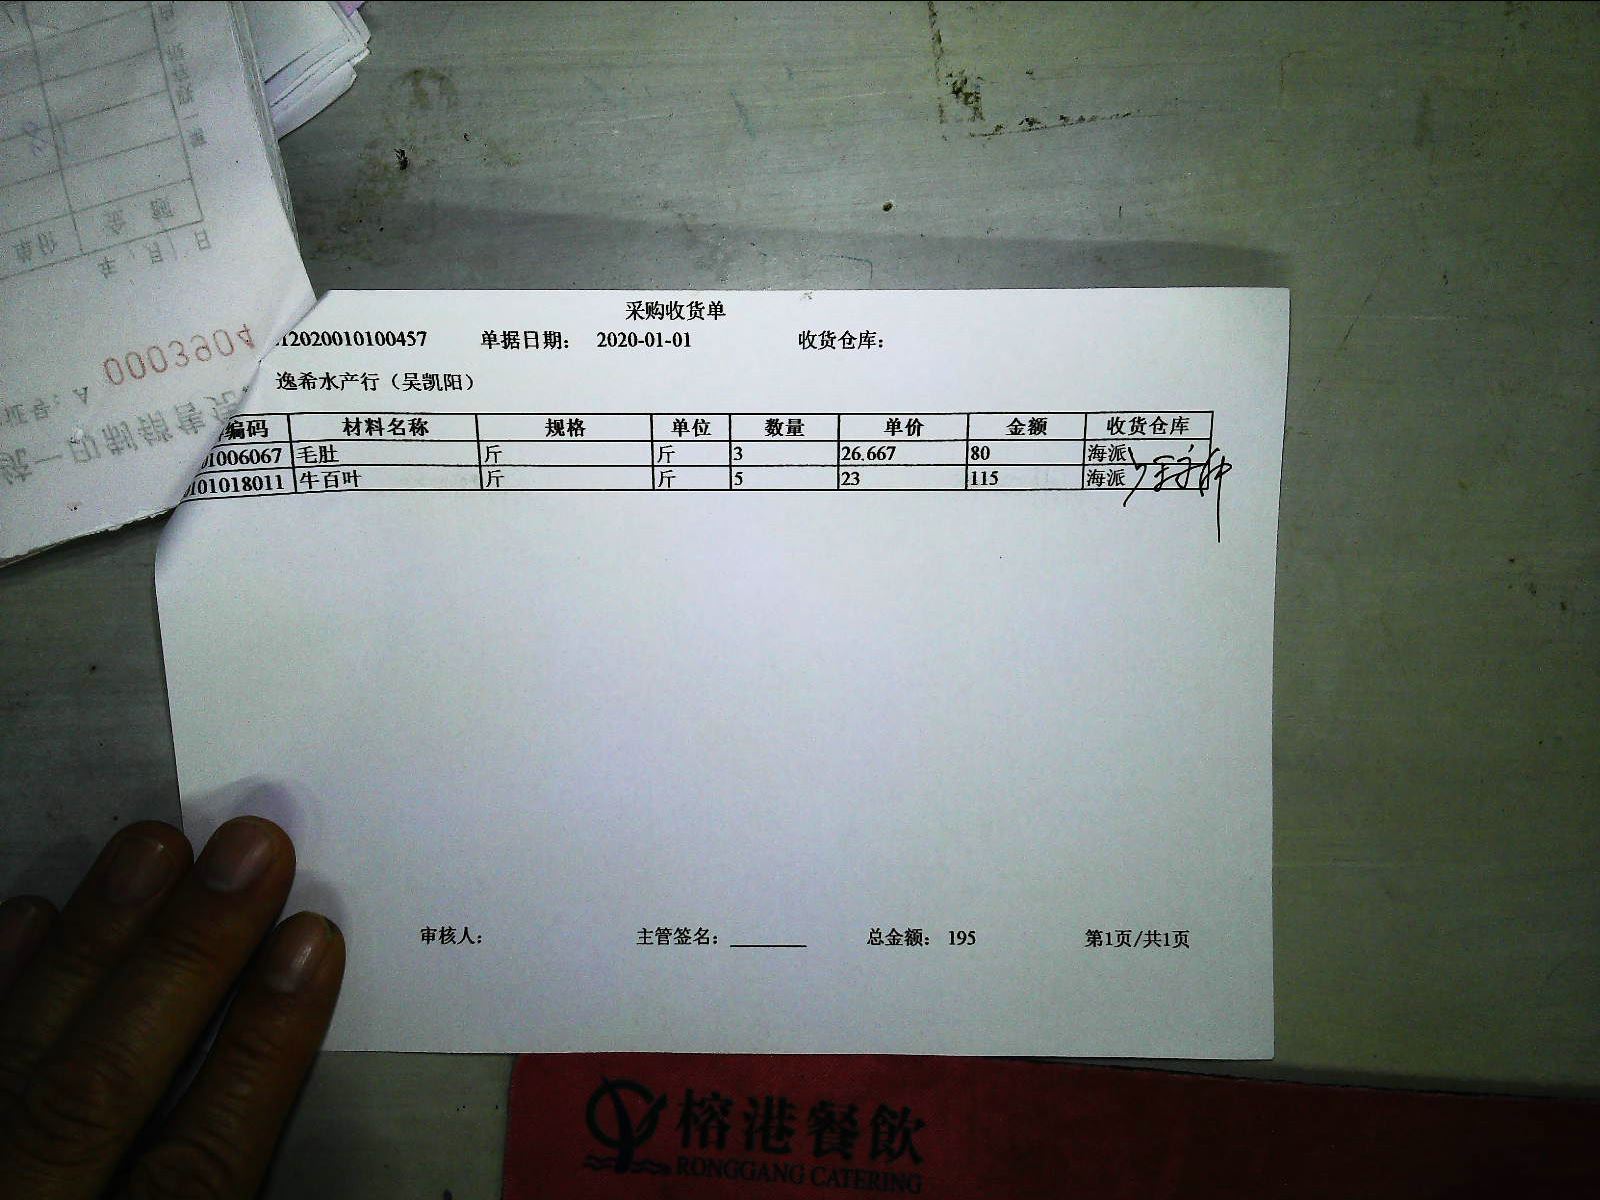 采购收货单
12020010100457 单据日期： 2020-01-01 收货仓库：
逸希水产行（吴凯阳）
编码 材料名称 规格 单位 数量 单价 金额 收货仓库
01006067 毛肚 斤 斤 3 26.667 80 海派
101018011 牛百叶 斤 斤 5 23 115 海派
审核人： 主管签名：________ 总金额： 195 第1页/共1页
0003904
榕港餐飲
RONGGANG CATERING